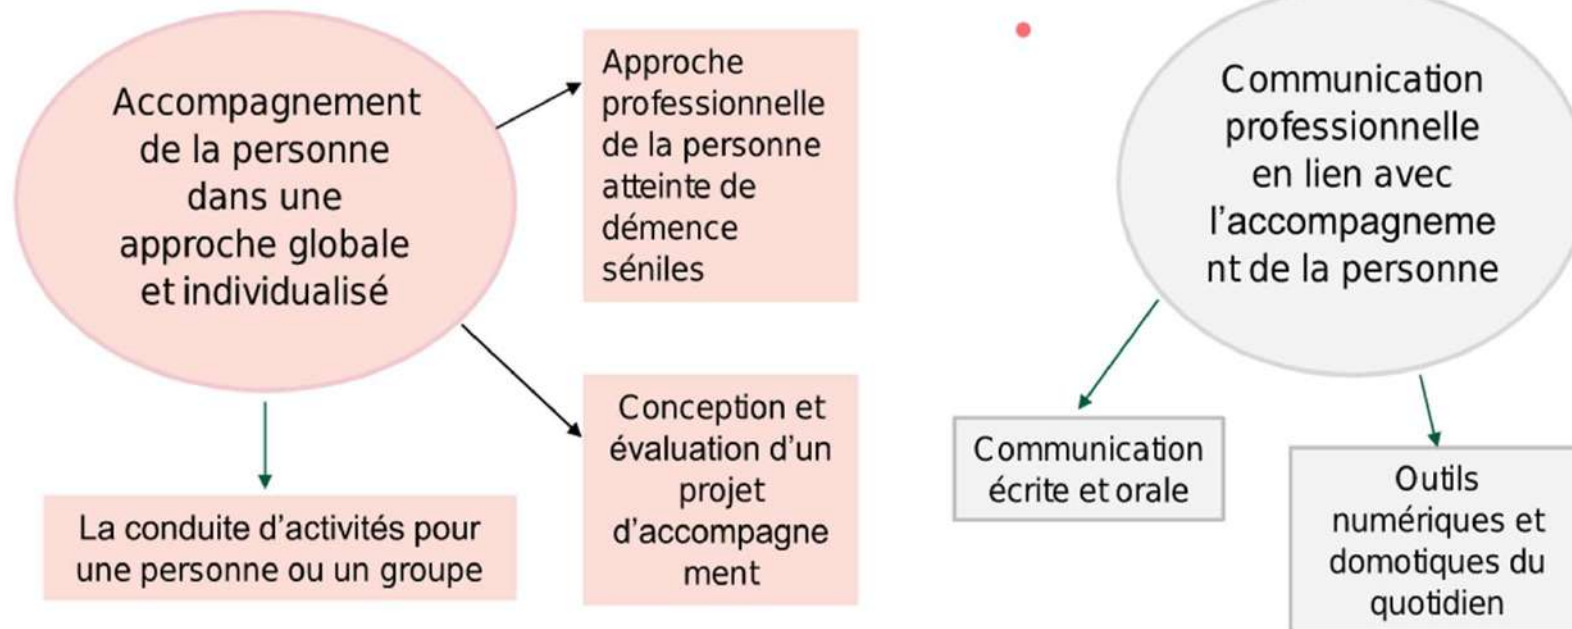 Accompagnement
de la personne
dans une
approche globale
et individualisé
Approche
professionnelle
de la personne
atteinte de
démence
séniles
Conception et
évaluation d’un
projet
d’accompagne
ment
La conduite d’activités pour
une personne ou un groupe
Communication
professionnelle
en lien avec
l’accompagneme
nt de la personne
Communication
écrite et orale
Outils
numériques et
domotiques du
quotidien